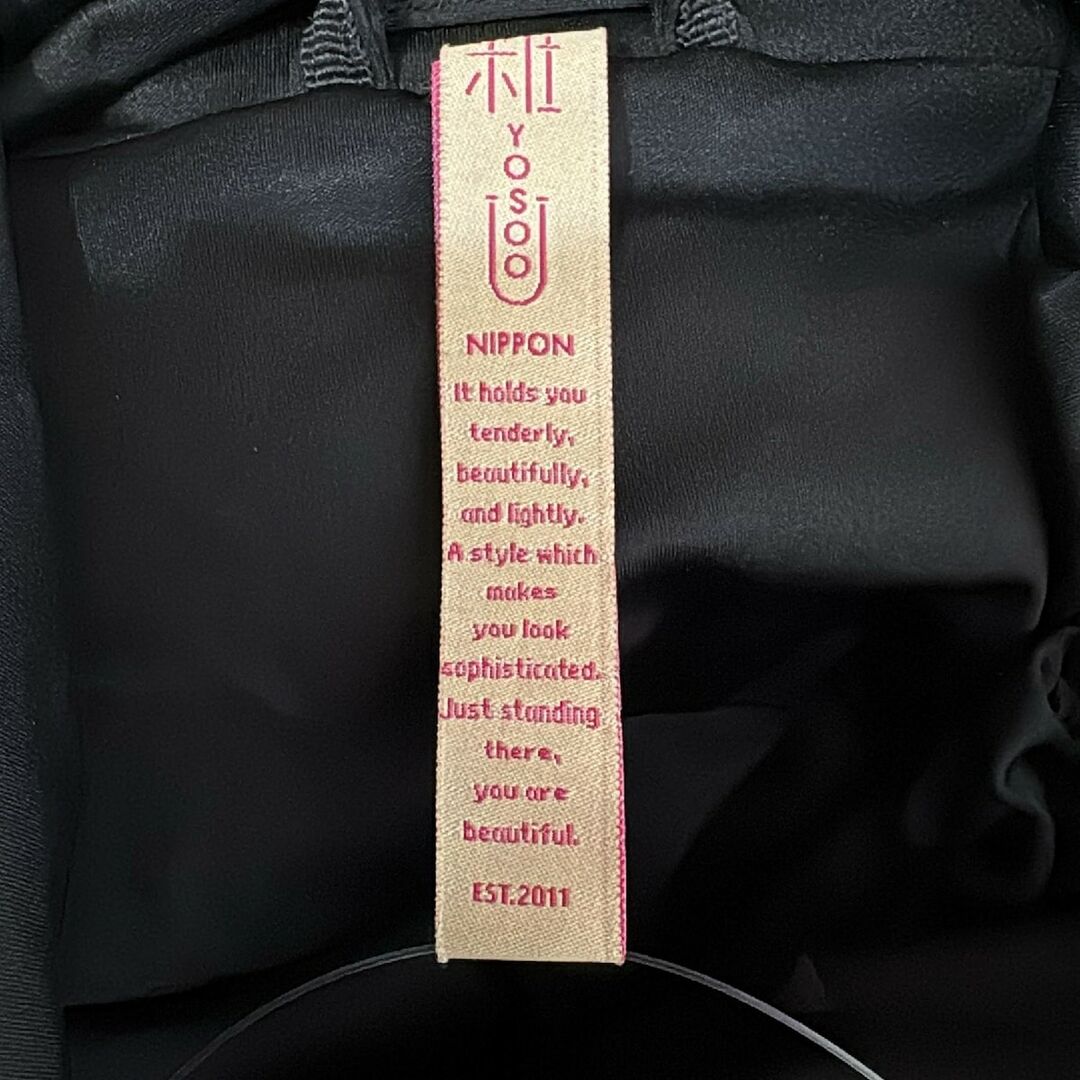 YOSOO
NIPPON
It holds you
tenderly,
beautifully,
and lightly.
A style which
makes
you look
sophisticated.
Just standing
there,
you are
beautiful.
EST.2011